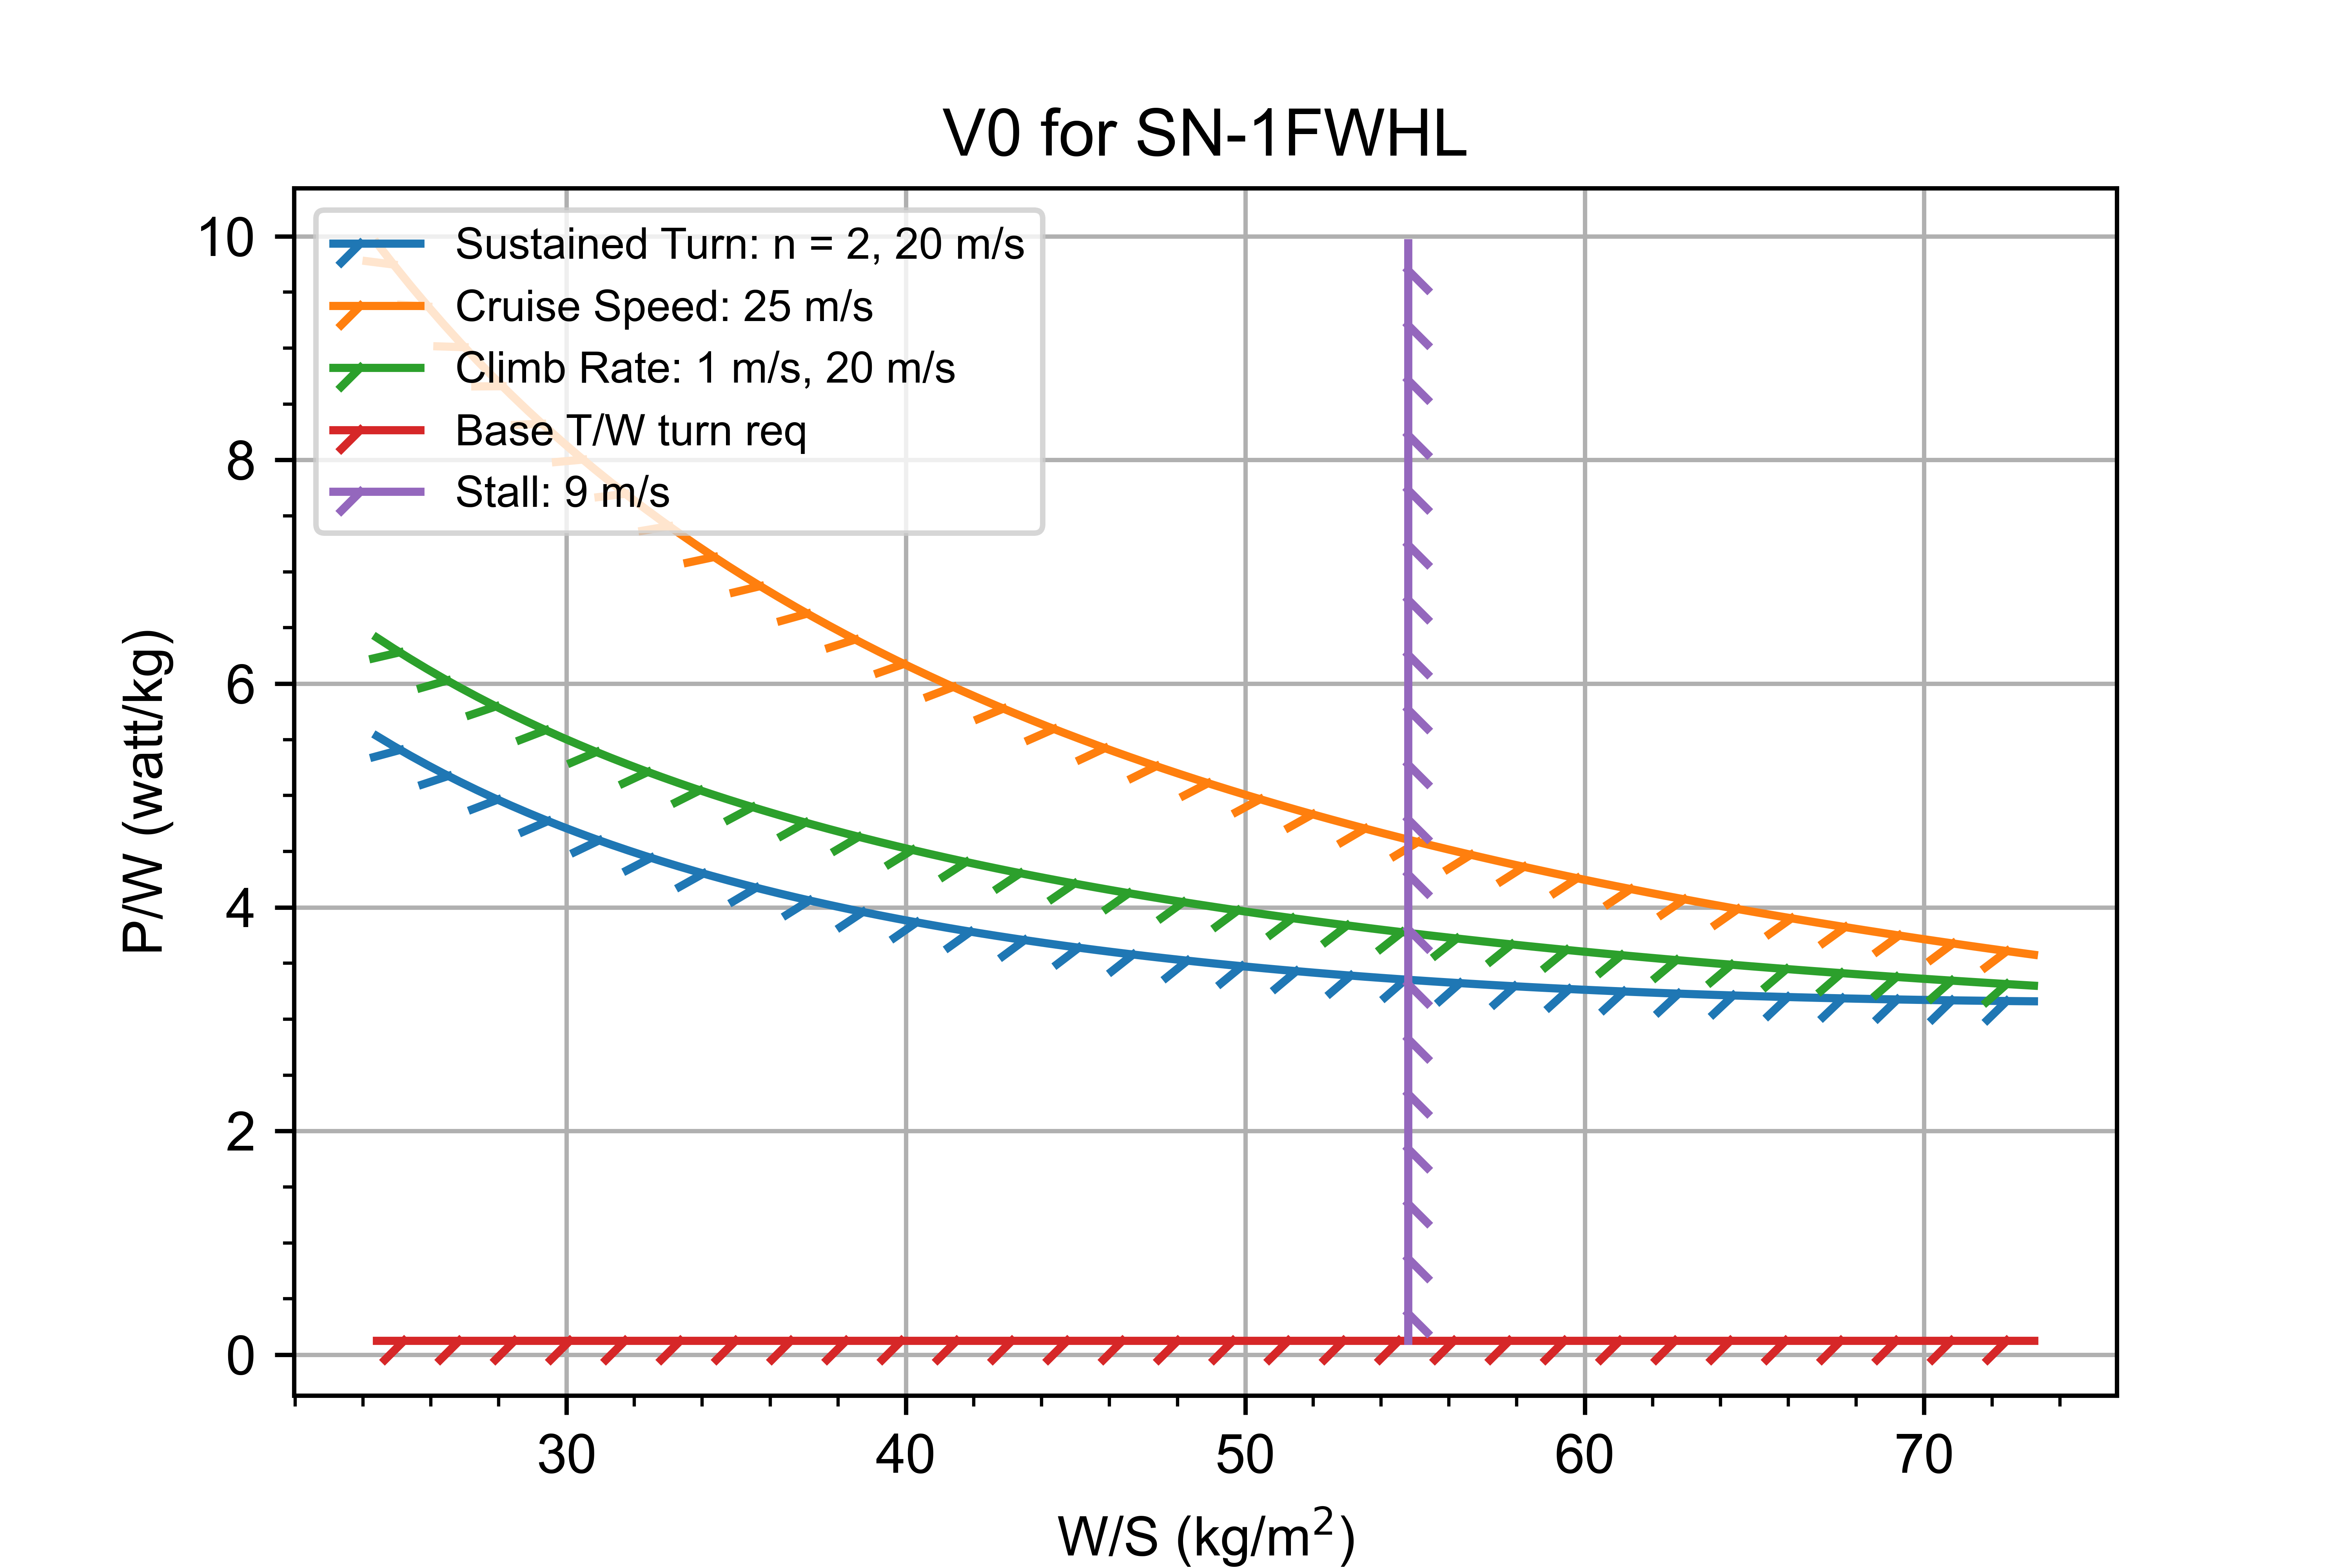 V0 for SN-1FWHL
10
8
6
4
2
0
P/W (watt/kg)
Sustained Turn: n = 2, 20 m/s
Cruise Speed: 25 m/s
Climb Rate: 1 m/s, 20 m/s
Base T/W turn req
Stall: 9 m/s
30 40 50 60 70
W/S (kg/m²)